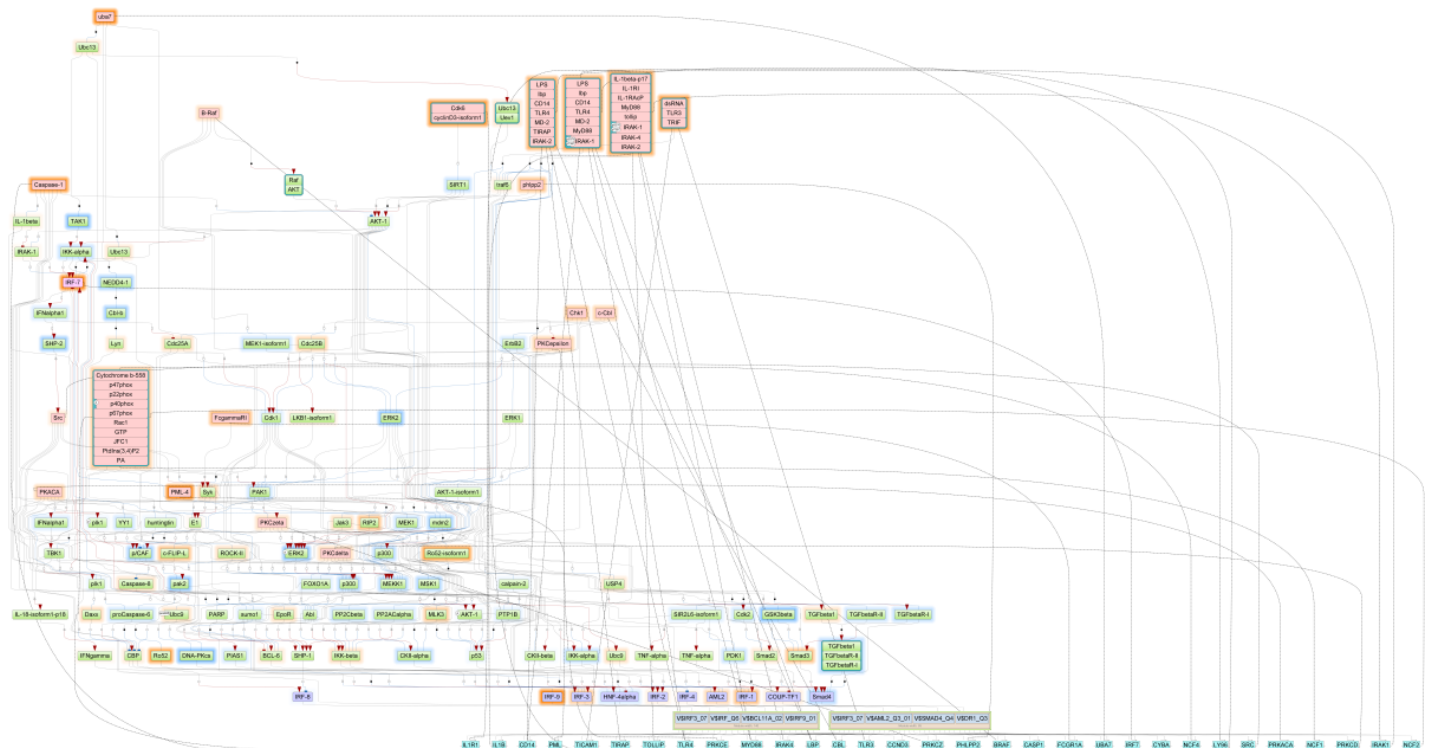 uba7
Ubc13
LPS
lbp
CD14
TLR4
MD-2
TIRAP
IRAK-2
LPS
lbp
CD14
TLR4
MD-2
MyD88
IRAK-1
IL-1beta-p17
IL-1RI
IL-1RAcP
MyD88
tollip
IRAK-1
IRAK-4
IRAK-2
dsRNA
TLR3
TRIF
B-Raf
Cdk6
cyclinD3-isoform1
Ubc13
Uev1
Caspase-1
Raf
AKT
SIRT1
traf6
phlpp2
IL-1beta
TAK1
AKT-1
IRAK-1
IKK-alpha
Ubc13
IRF-7
NEDD4-1
IFNalpha1
Cbl-b
Chk1
c-Cbl
SHP-2
Lyn
Cdc25A
MEK1-isoform1
Cdc25B
ErbB2
PKCepsilon
Cytochrome b-558
p47phox
p22phox
p40phox
p67phox
Rac1
GTP
JFC1
PtdIns(3,4)P2
PA
Src
FcgammaRI
Cdk1
LKB1-isoform1
ERK2
ERK1
PKACA
PML-4
Syk
PAK1
AKT-1-isoform1
IFNalpha1
plk1
YY1
huntingtin
E1
PKCzeta
Jak3
RIP2
MEK1
mdm2
TBK1
p/CAF
c-FLIP-L
ROCK-II
ERK2
PKCdelta
p300
Ro52-isoform1
plk1
Caspase-8
pak2
FOXO1A
p300
MEKK1
MSK1
calpain-2
USP4
IL-18-isoform1-p18
Daxx
proCaspase-6
Ubc9
PARP
sumo1
EpoR
Abl
PP2Cbeta
PP2ACalpha
MLK3
AKT-1
PTP1B
SIR2L6-isoform1
Cdk2
GSK3beta
TGFbeta1
TGFbetaR-II
TGFbetaR-I
IFNgamma
CBP
Ro52
DNA-PKcs
PIAS1
BCL-6
SHP-1
IKK-beta
CKII-alpha
p53
CKII-beta
IKK-alpha
Ubc9
TNF-alpha
TNF-alpha
PDK1
Smad2
Smad3
TGFbeta1
TGFbetaR-II
TGFbetaR-I
IRF-8
IRF-9
IRF-3
HNF-4alpha
IRF-2
IRF-4
AML2
IRF-1
COUP-TF1
Smad4
V$IRF3_07 V$IRF_Q6 V$BCL11A_02 V$IRF9_01
V$IRF3_07 V$AML2_Q3_01 V$SMAD4_Q4 V$DR1_Q3
IL1R1 IL1B CD14 PML TICAM1 TIRAP TOLLIP TLR4 PRKCE MYD88 IRAK4 LBP CBL TLR3 CCND3 PRKCZ PHLPP2 BRAF CASP1 FCGR1A UBA7 IRF7 CYBA NCF4 LY96 SRC PRKACA NCF1 PRKCD IRAK1 NCF2